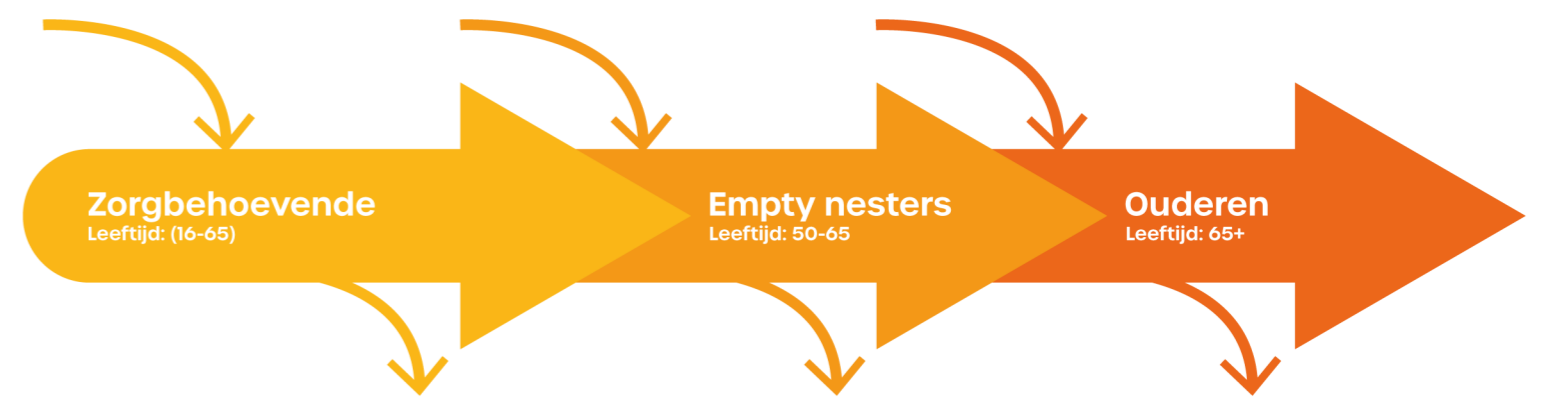 Zorgbehoevende
Leeftijd: (16-65)
Empty nesters
Leeftijd: 50-65
Ouderen
Leeftijd: 65+